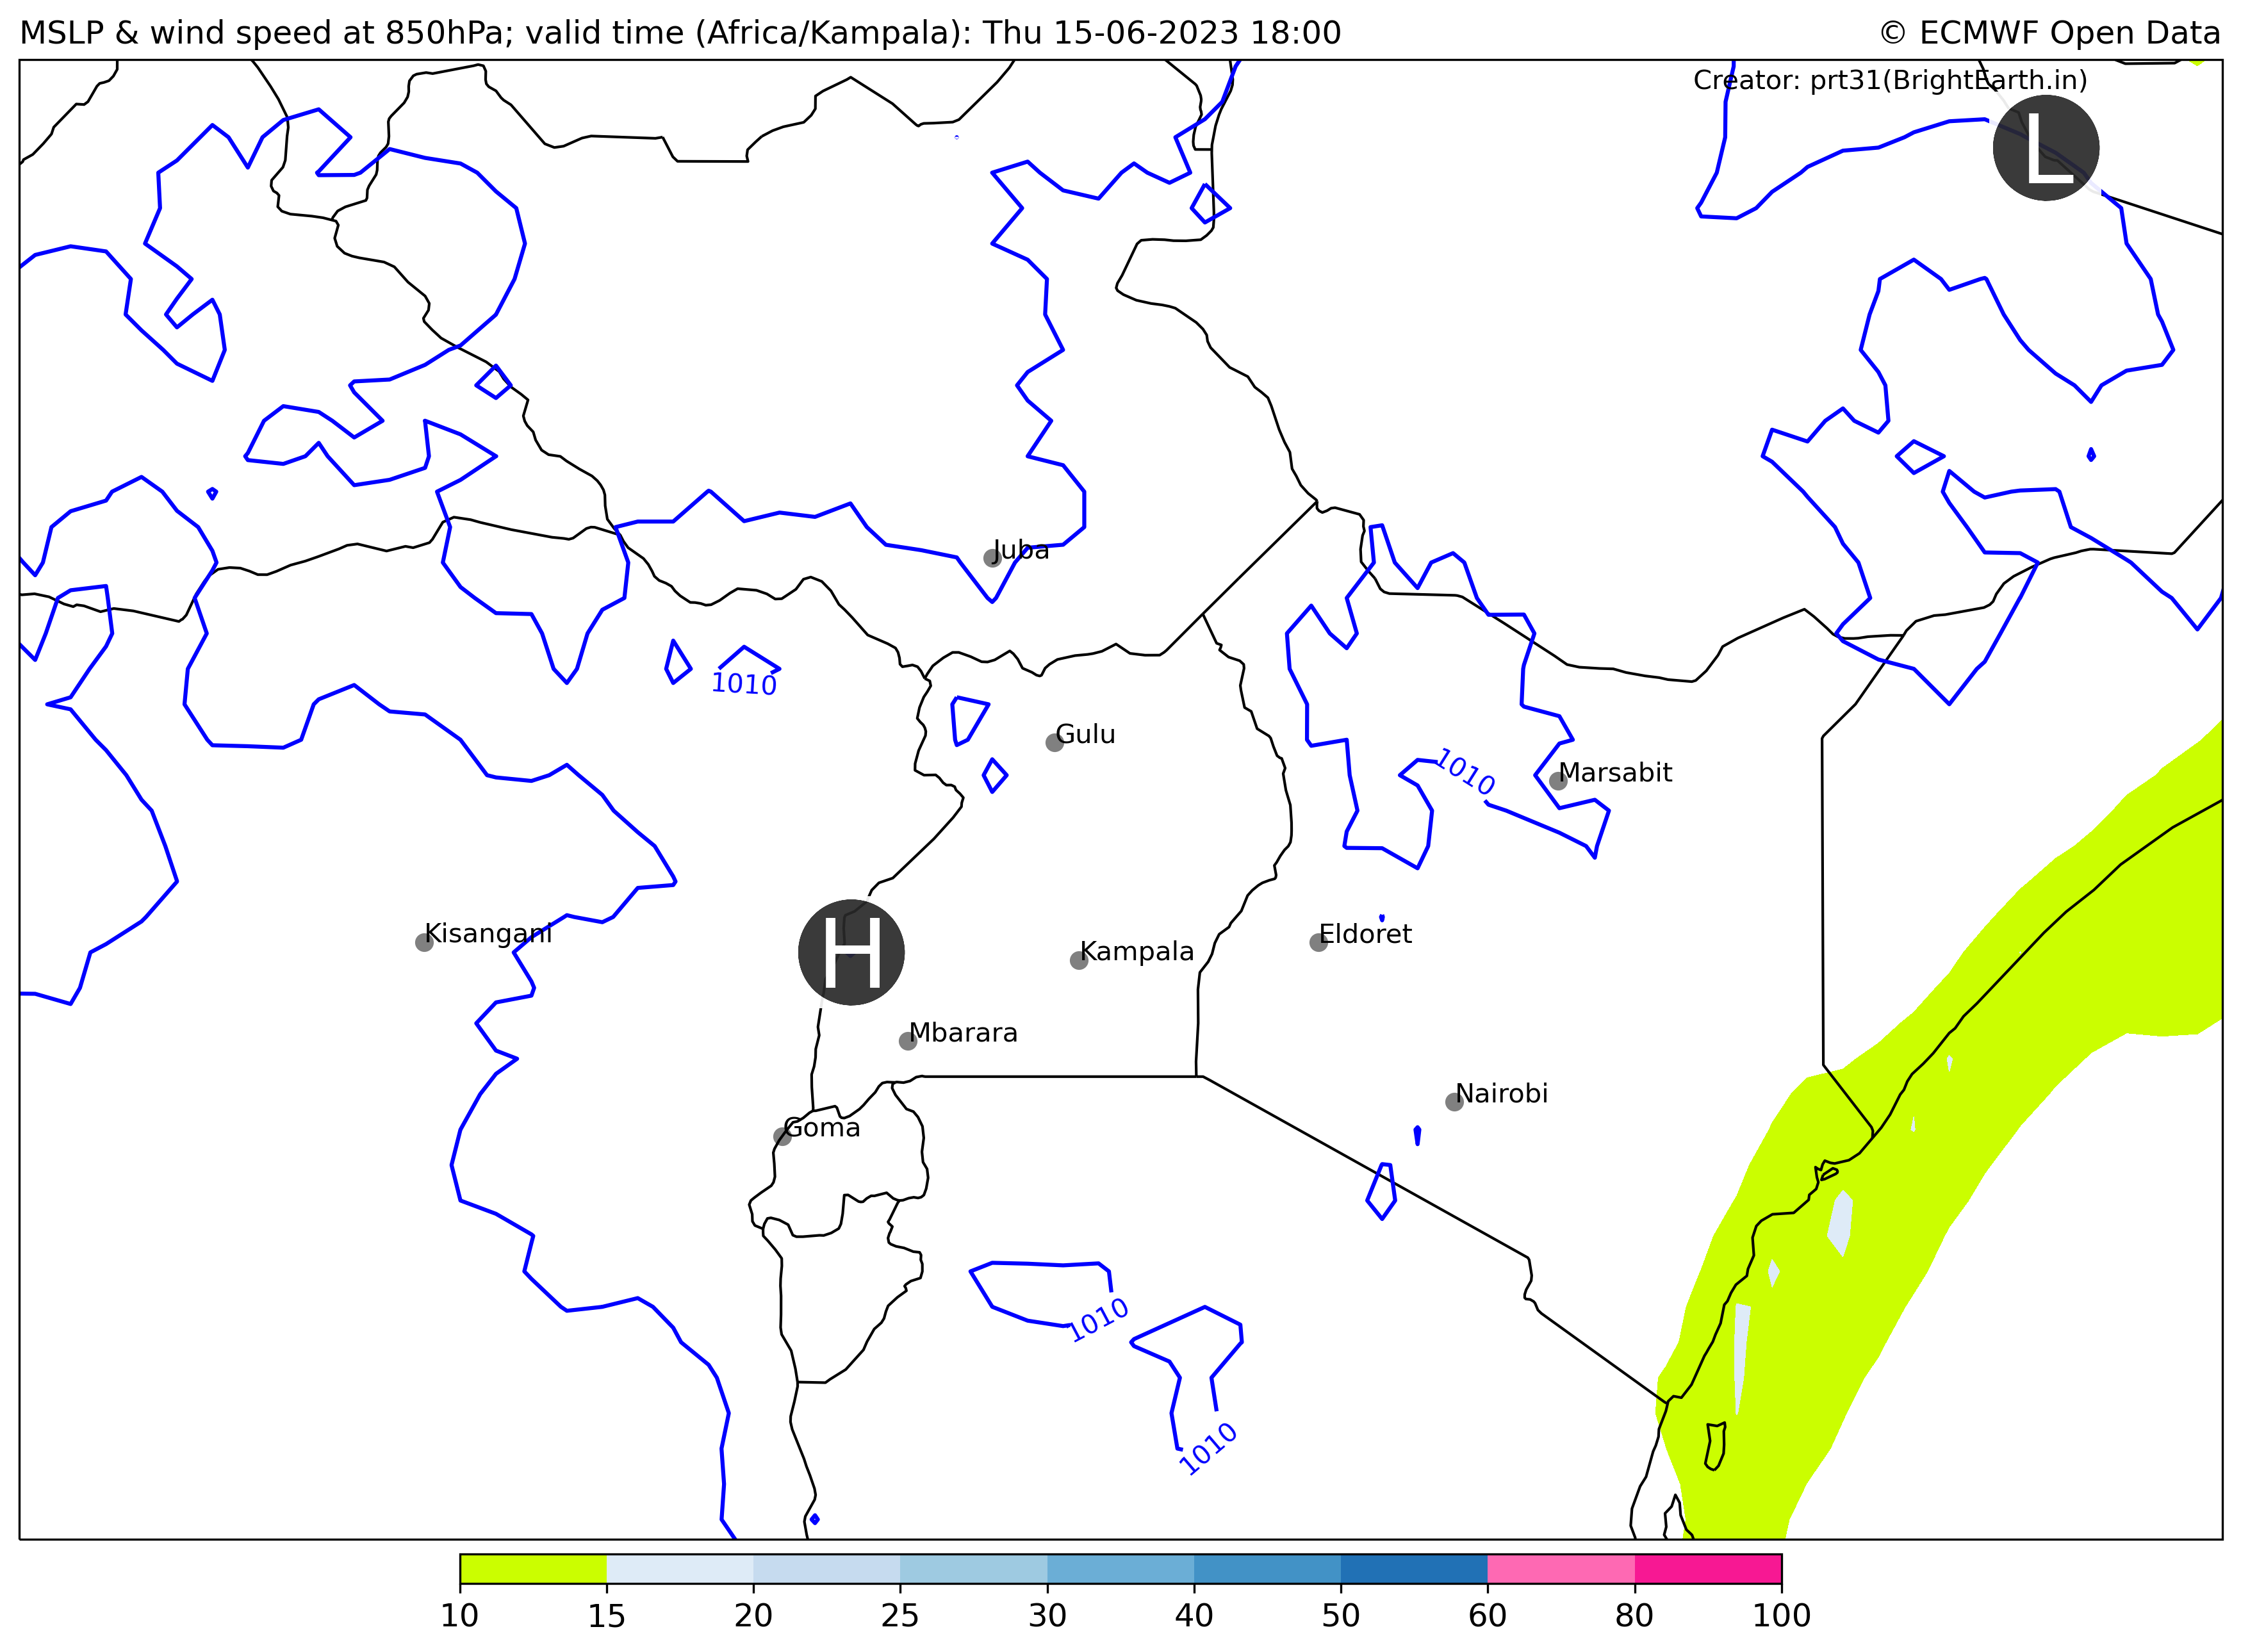 MSLP & wind speed at 850hPa; valid time (Africa/Kampala): Thu 15-06-2023 18:00
© ECMWF Open Data
Creator: prt31(BrightEarth.in)
L
Juba
1010
Gulu
1010
Marsabit
Kisangani
H
Kampala
Eldoret
Mbarara
Nairobi
Goma
1010
1010
10 15 20 25 30 40 50 60 80 100